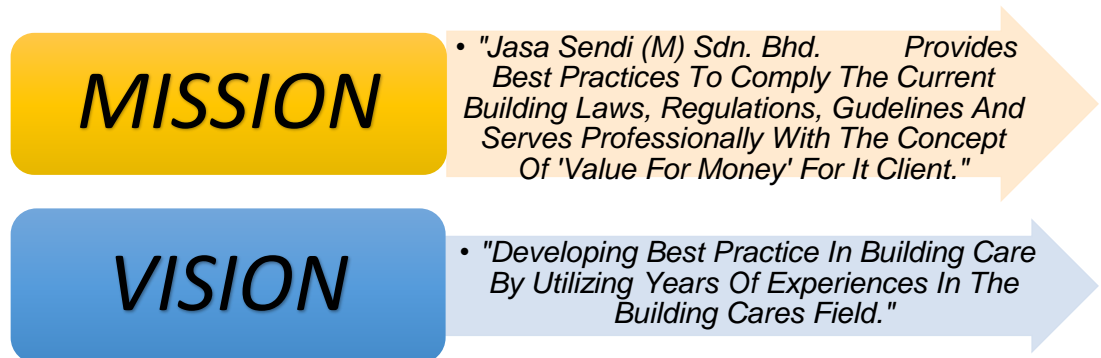 MISSION
• "Jasa Sendi (M) Sdn. Bhd. Provides
Best Practices To Comply The Current
Building Laws, Regulations, Gudelines And
Serves Professionally With The Concept
Of 'Value For Money' For It Client."
VISION
• "Developing Best Practice In Building Care
By Utilizing Years Of Experiences In The
Building Cares Field."